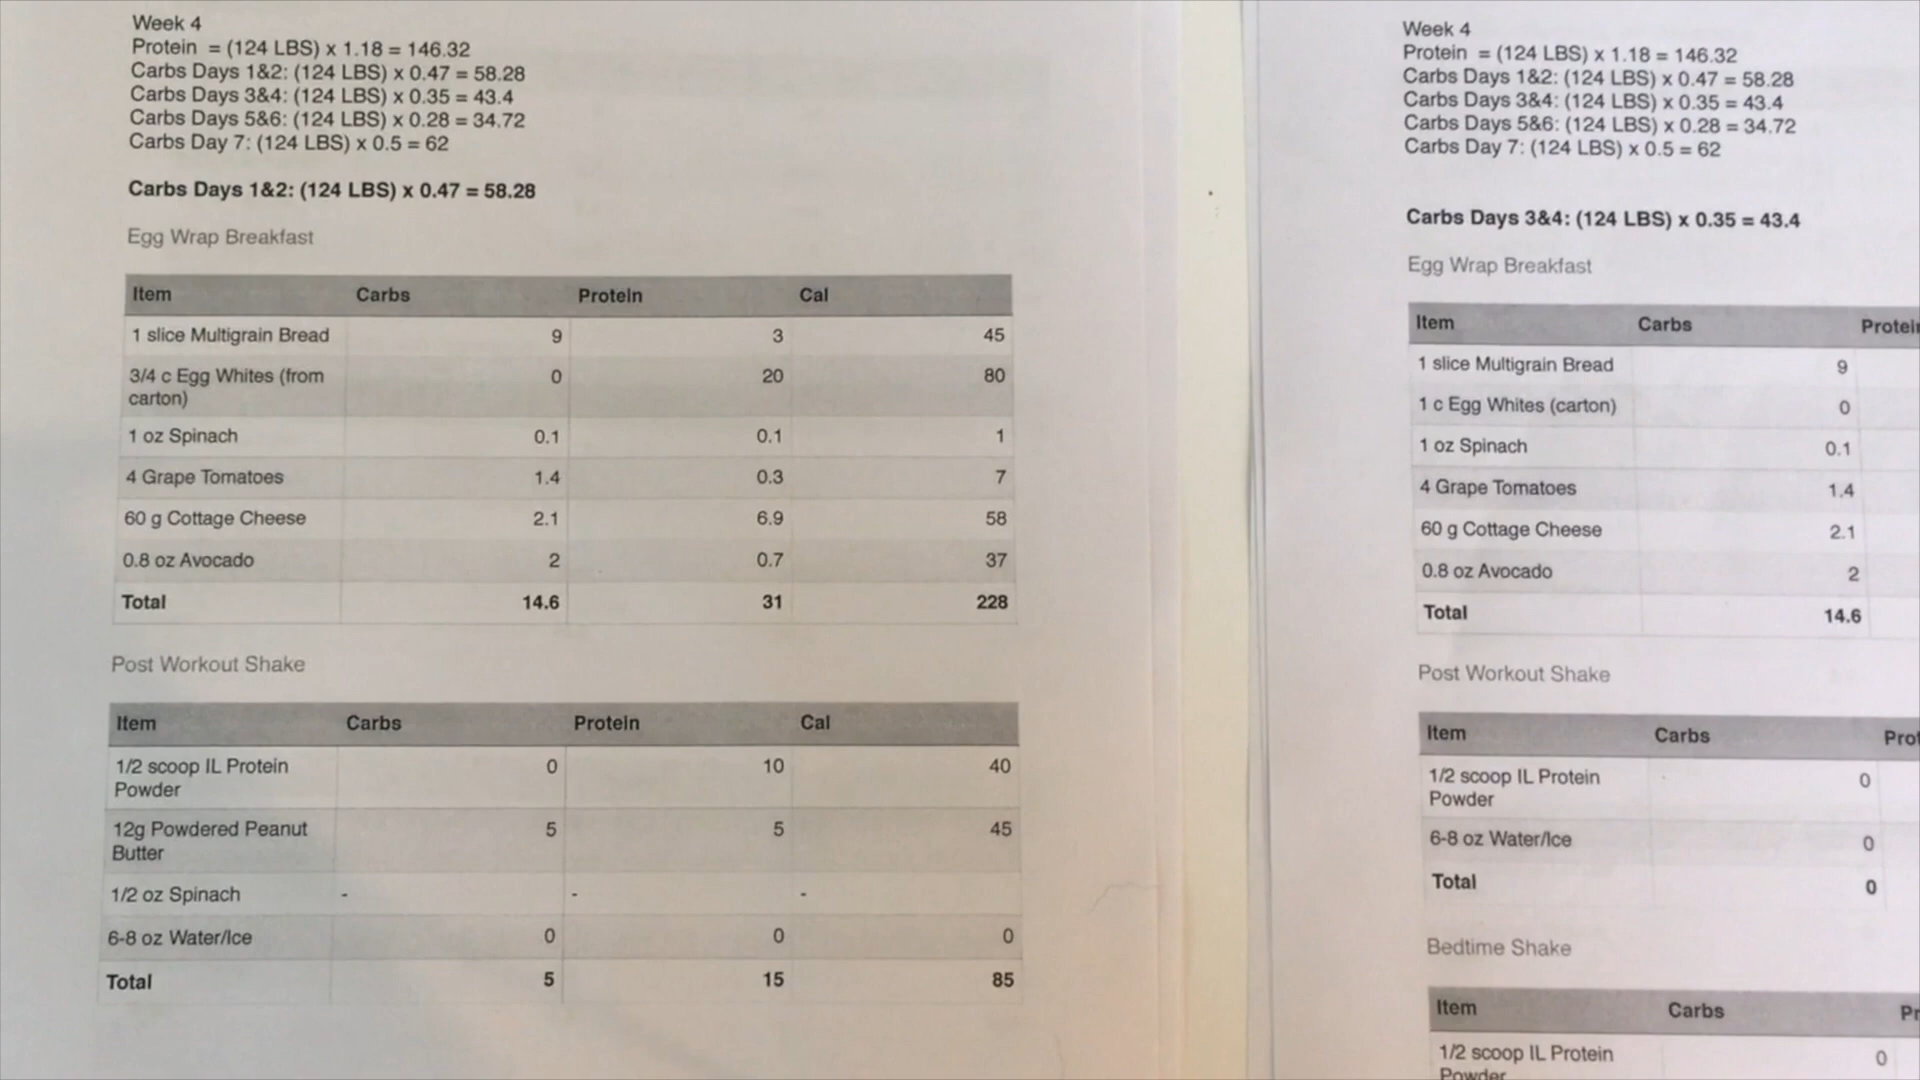 Week 4
Protein = (124 LBS) x 1.18 = 146.32
Carbs Days 1&2: (124 LBS) x 0.47 = 58.28
Carbs Days 3&4: (124 LBS) x 0.35 = 43.4
Carbs Days 5&6: (124 LBS) x 0.28 = 34.72
Carbs Day 7: (124 LBS) x 0.5 = 62
Carbs Days 1&2: (124 LBS) x 0.47 = 58.28
Egg Wrap Breakfast
Item Carbs Protein Cal
1 slice Multigrain Bread 9 3 45
3/4 c Egg Whites (from 0 20 80
carton)
1 oz Spinach 0.1 0.1 1
4 Grape Tomatoes 1.4 0.3 7
60 g Cottage Cheese 2.1 6.9 58
0.8 oz Avocado 2 0.7 37
Total 14.6 31 228
Post Workout Shake
Item Carbs Protein Cal
1/2 scoop IL Protein 0 10 40
Powder
12g Powdered Peanut 5 5 45
Butter
1/2 oz Spinach - - -
6-8 oz Water/Ice 0 0 0
Total 5 15 85
Week 4
Protein = (124 LBS) x 1.18 = 146.32
Carbs Days 1&2: (124 LBS) x 0.47 = 58.28
Carbs Days 3&4: (124 LBS) x 0.35 = 43.4
Carbs Days 5&6: (124 LBS) x 0.28 = 34.72
Carbs Day 7: (124 LBS) x 0.5 = 62
Carbs Days 3&4: (124 LBS) x 0.35 = 43.4
Egg Wrap Breakfast
Item Carbs Protei
1 slice Multigrain Bread 9
1 c Egg Whites (carton) 0
1 oz Spinach 0.1
4 Grape Tomatoes 1.4
60 g Cottage Cheese 2.1
0.8 oz Avocado 2
Total 14.6
Post Workout Shake
Item Carbs Prot
1/2 scoop IL Protein 0
Powder
6-8 oz Water/Ice 0
Total 0
Bedtime Shake
Item Carbs Pr
1/2 scoop IL Protein 0
Powder